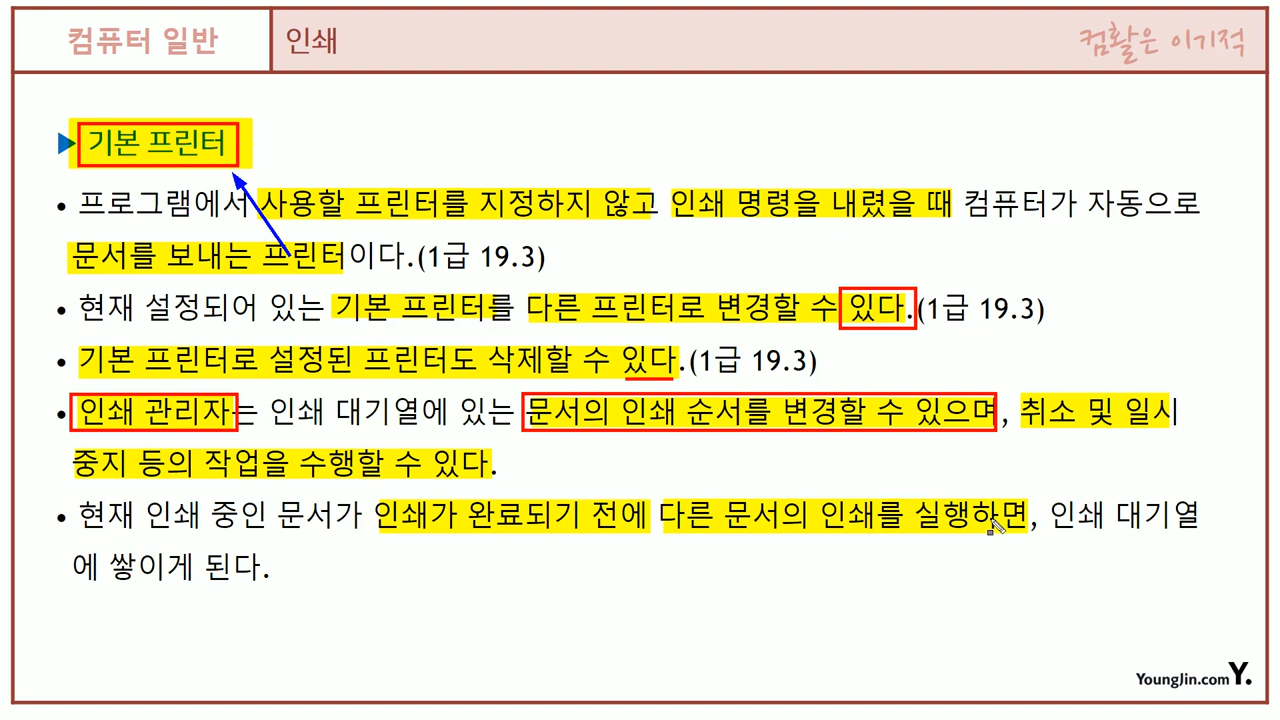 컴퓨터 일반
인쇄
컴활은 이기적
기본 프린터
• 프로그램에서 사용할 프린터를 지정하지 않고 인쇄 명령을 내렸을 때 컴퓨터가 자동으로
문서를 보내는 프린터이다.(1급 19.3)
• 현재 설정되어 있는 기본 프린터를 다른 프린터로 변경할 수 있다.(1급 19.3)
• 기본 프린터로 설정된 프린터도 삭제할 수 있다.(1급 19.3)
• 인쇄 관리자는 인쇄 대기열에 있는 문서의 인쇄 순서를 변경할 수 있으며, 취소 및 일시
중지 등의 작업을 수행할 수 있다.
• 현재 인쇄 중인 문서가 인쇄가 완료되기 전에 다른 문서의 인쇄를 실행하면, 인쇄 대기열
에 쌓이게 된다.
YoungJin.com Y.